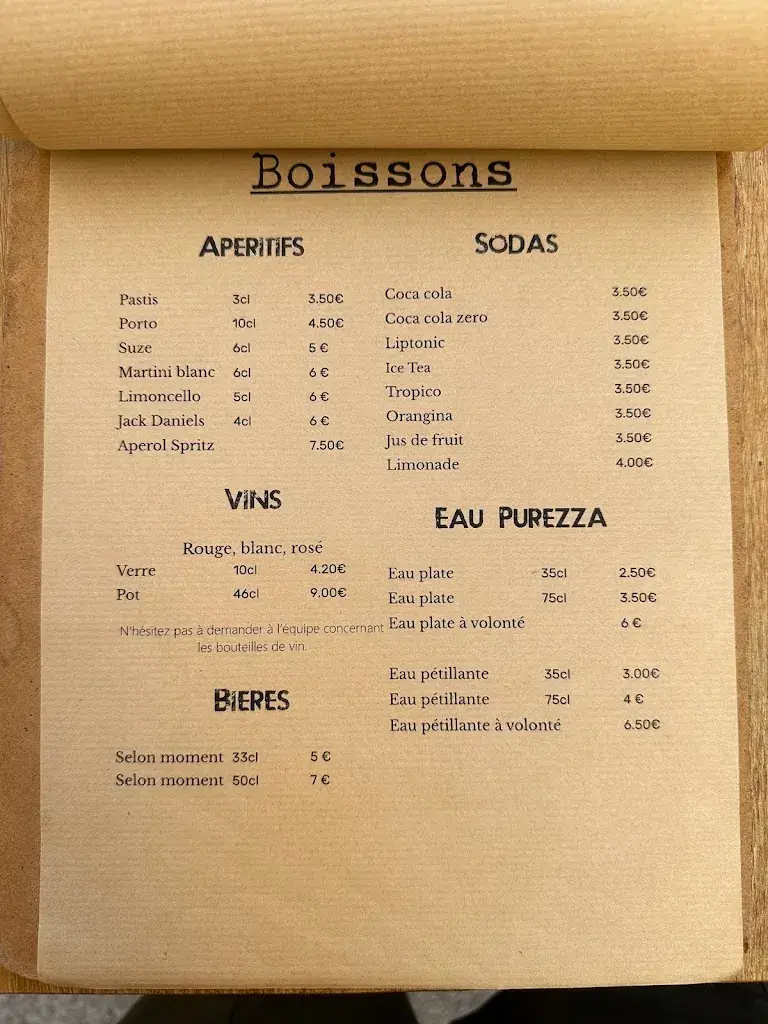 Boissons
APERITIFS
Pastis 3cl 3.50€
Porto 10cl 4.50€
Suze 6cl 5 €
Martini blanc 6cl 6 €
Limoncello 5cl 6 €
Jack Daniels 4cl 6 €
Aperol Spritz 7.50€
VINS
Rouge, blanc, rosé
Verre 10cl 4.20€
Pot 46cl 9.00€
N'hésitez pas à demander à l'équipe concernant
les bouteilles de vin.
BIERES
Selon moment 33cl 5 €
Selon moment 50cl 7 €
SODAS
Coca cola 3.50€
Coca cola zero 3.50€
Liptonic 3.50€
Ice Tea 3.50€
Tropico 3.50€
Orangina 3.50€
Jus de fruit 3.50€
Limonade 4.00€
EAU PUREZZA
Eau plate 35cl 2.50€
Eau plate 75cl 3.50€
Eau plate à volonté 6 €
Eau pétillante 35cl 3.00€
Eau pétillante 75cl 4 €
Eau pétillante à volonté 6.50€